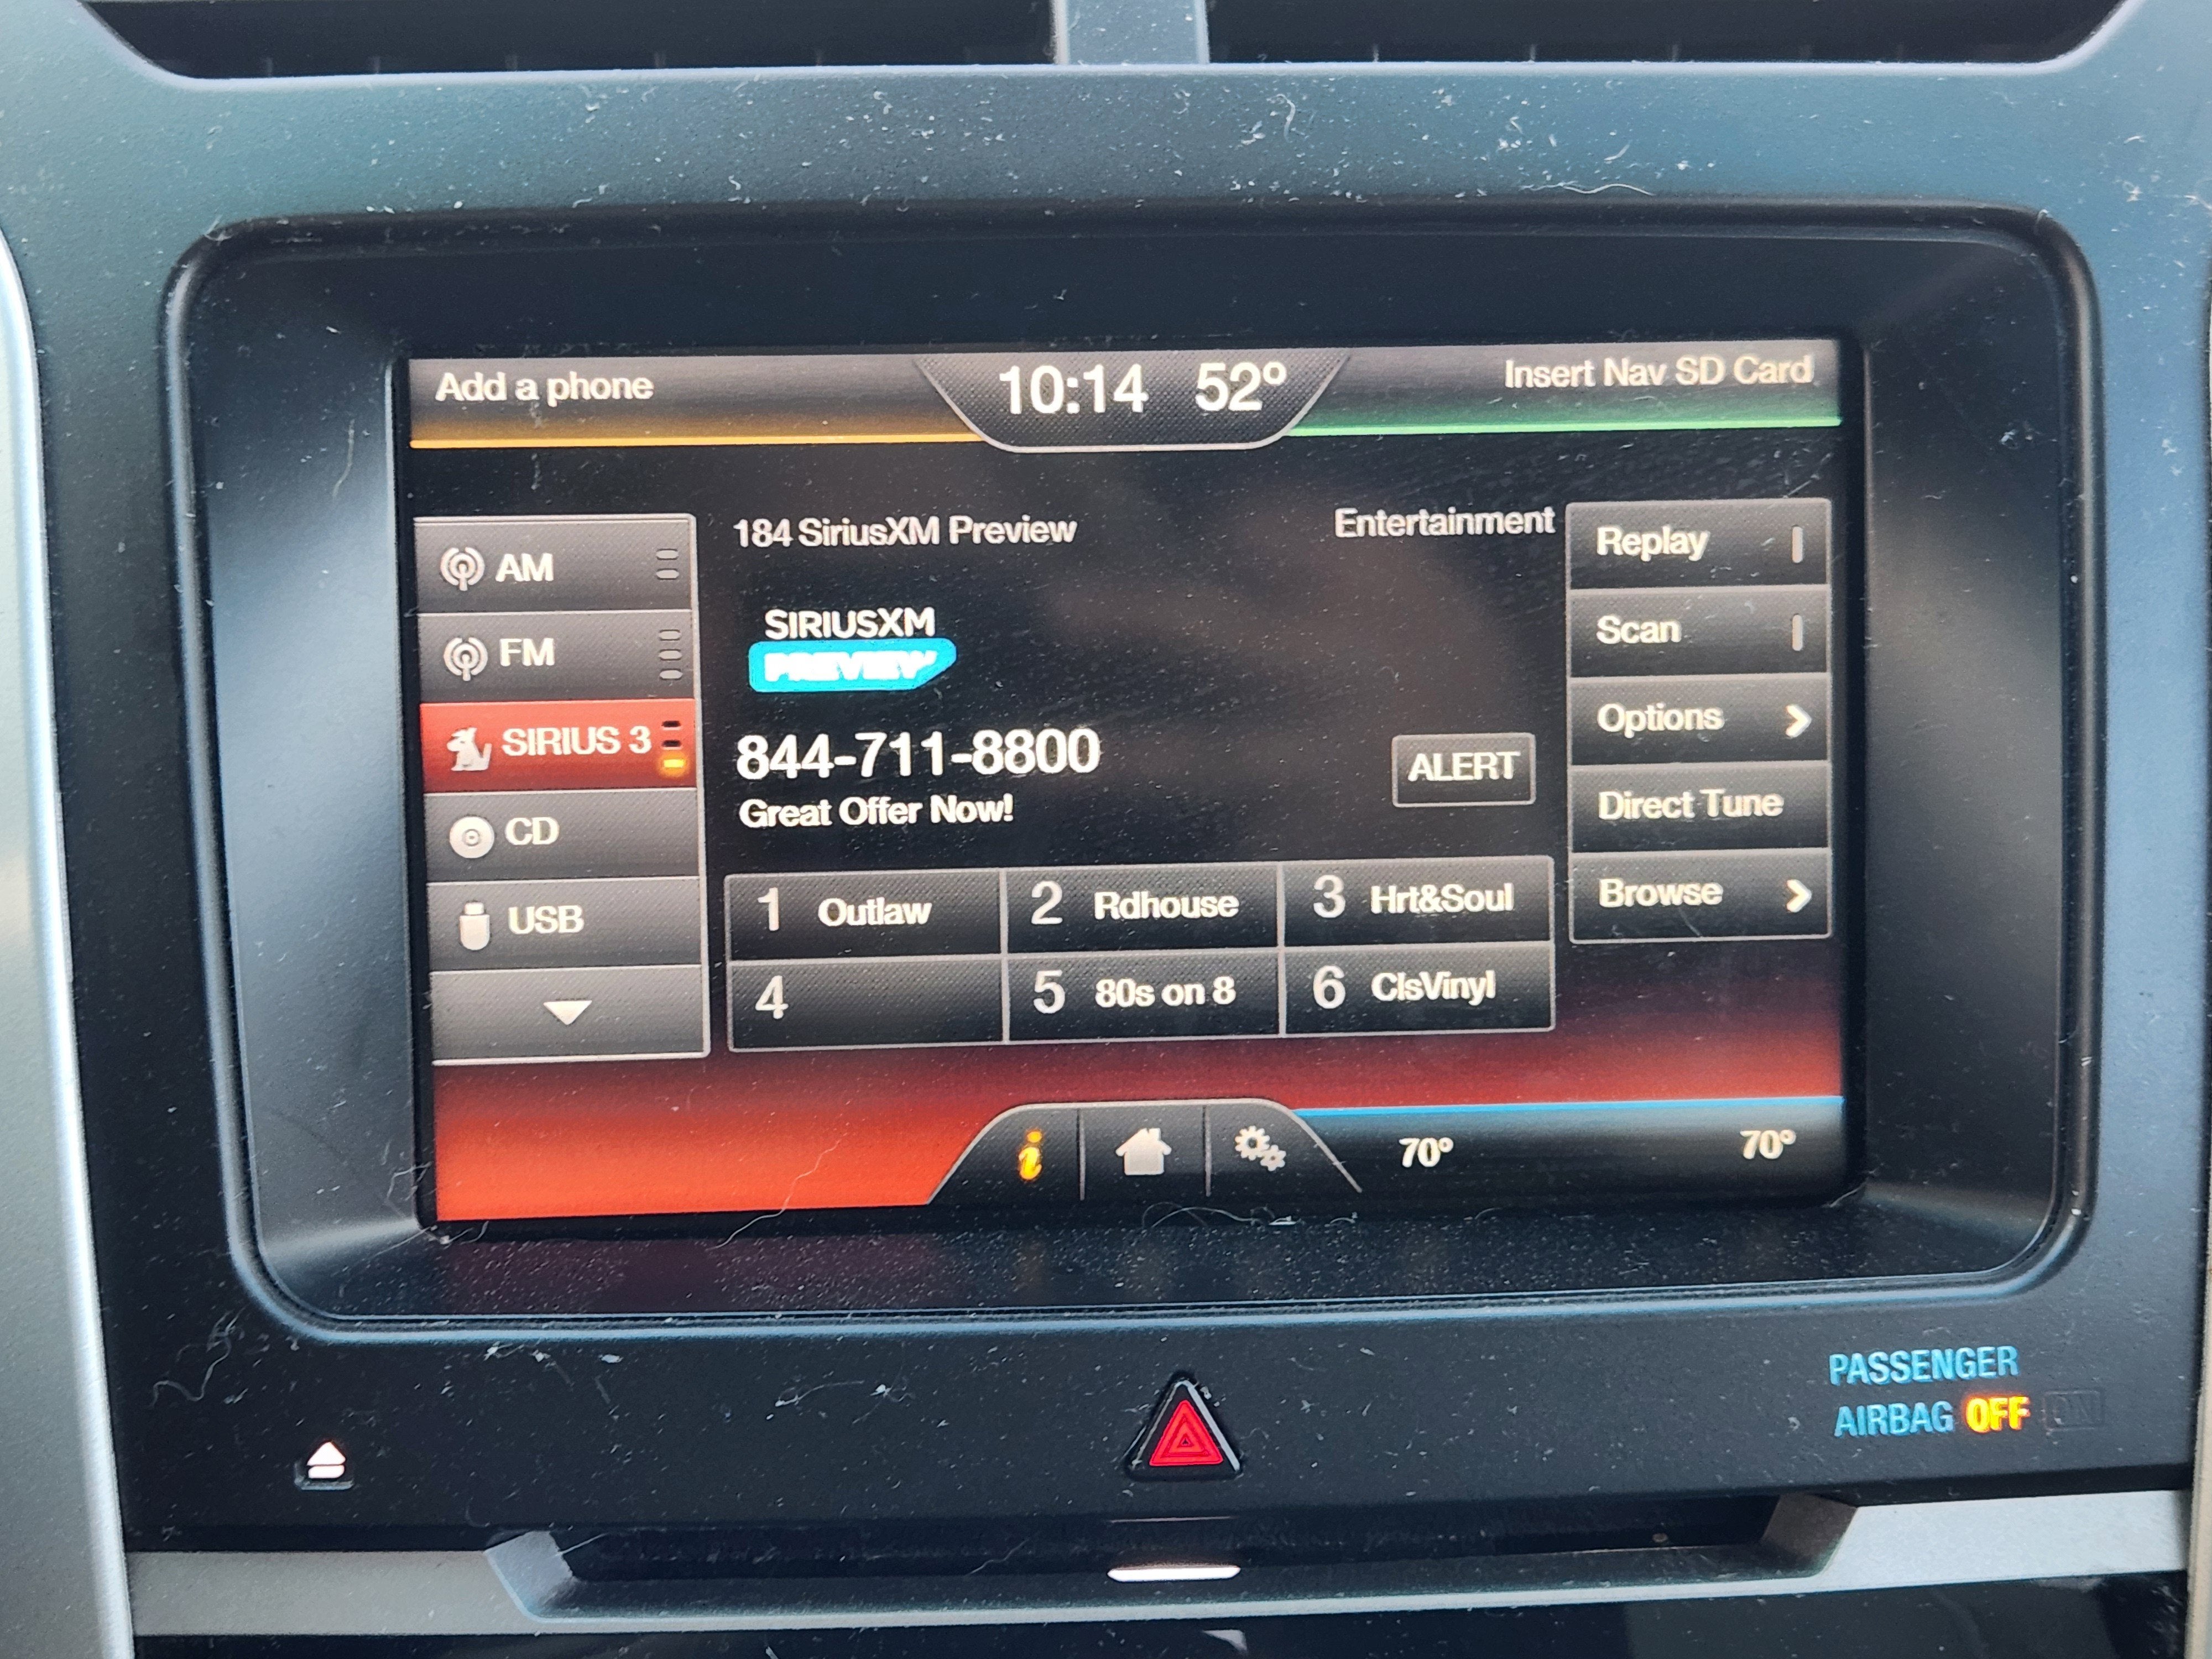 Add a phone
10:14 52°
Insert Nav SD Card
AM
FM
SIRIUS 3
CD
USB
184 SiriusXM Preview
Entertainment
SIRIUSXM
PREVIEW
844-711-8800
Great Offer Now!
ALERT
1 Outlaw
2 Rdhouse
3 Hrt&Soul
4
5 80s on 8
6 ClsVinyl
Replay
Scan
Options
Direct Tune
Browse
i
70°
70°
PASSENGER
AIRBAG OFF ON